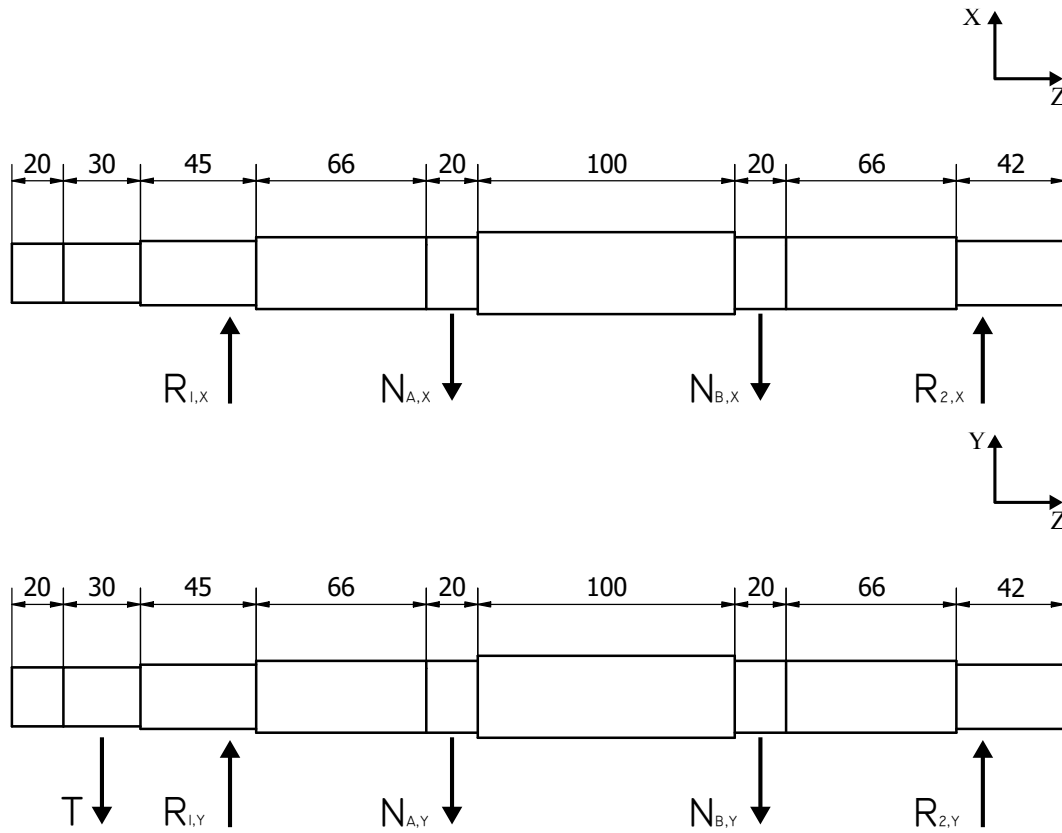 X
Z
20 30 45 66 20 100 20 66 42
R1,X NA,X NB,X R2,X
Y
Z
20 30 45 66 20 100 20 66 42
T R1,Y NA,Y NB,Y R2,Y